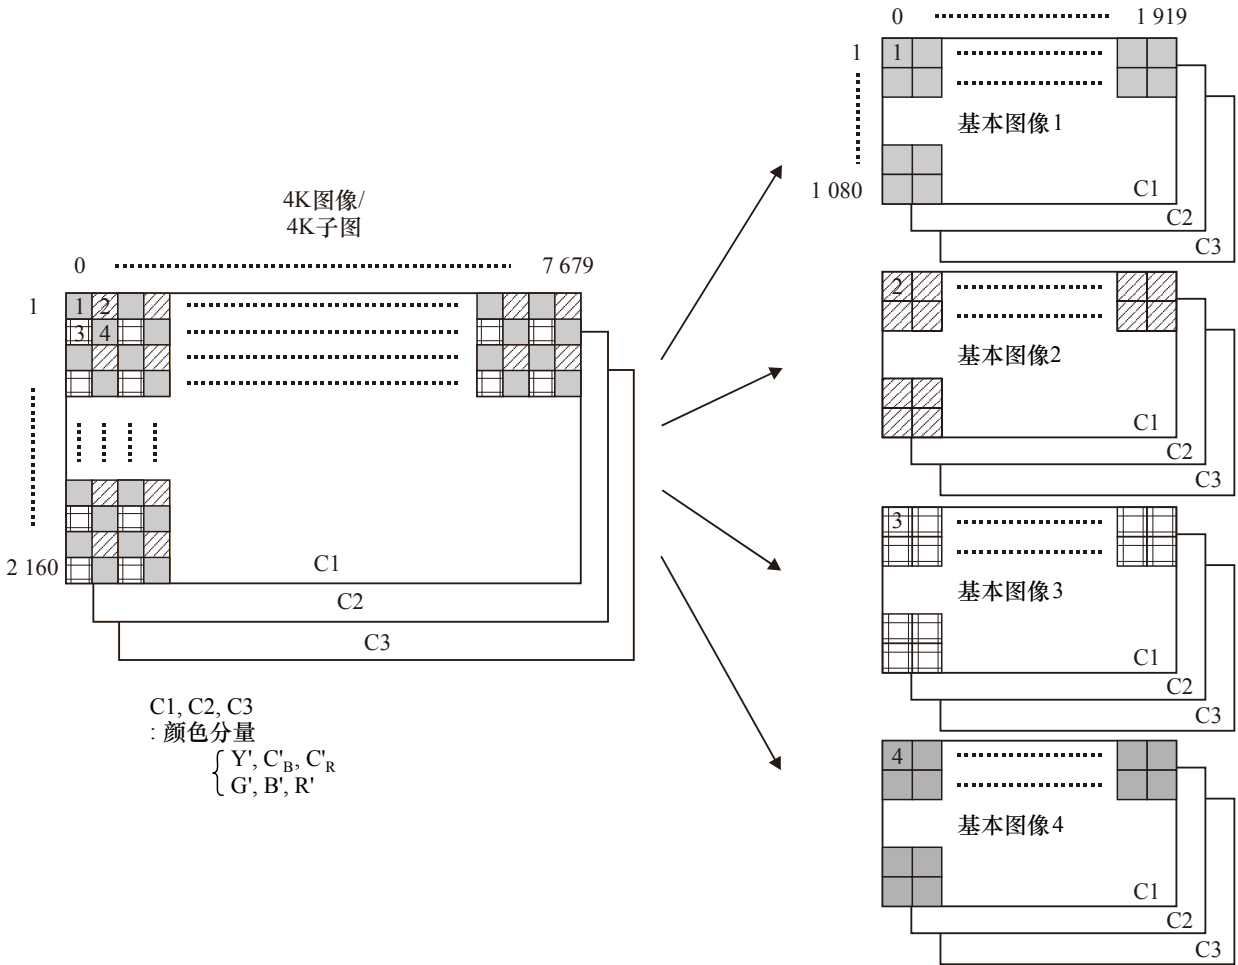 4K图像/
4K子图
0 7 679
1
1 2
3 4
2 160
C1
C2
C3
C1, C2, C3
: 颜色分量
Y', C'B, C'R
G', B', R'
0 1 919
1
1
1 080
基本图像1
C1
C2
C3
2
基本图像2
C1
C2
C3
3
基本图像3
C1
C2
C3
4
基本图像4
C1
C2
C3